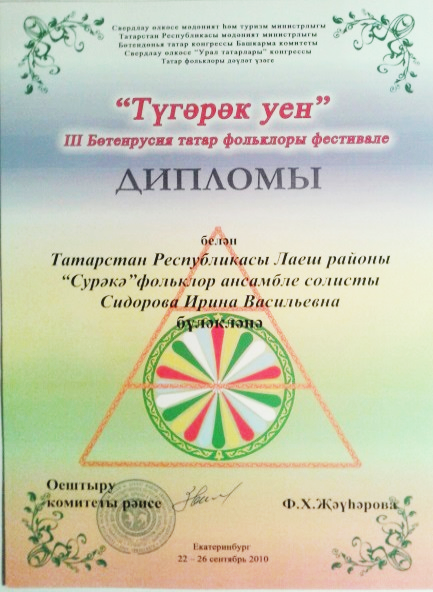 Свердлау өлкәсе мәдәният һәм туризм министрлыгы
Татарстан Республикасы мәдәният министрлыгы
Бөтендөнья татар конгрессы Башкарма комитеты
Свердлау өлкәсе "Урал татарлары" конгрессы
Татар фольклоры дәүләт үзәге
"Түгәрәк уен"
III Бөтенрусия татар фольклоры фестивале
ДИПЛОМЫ
белән
Татарстан Республикасы Лаеш районы
"Сурәкә" фольклор ансамбле солисты
Сидорова Ирина Васильевна
бүләкләнә
Оештыру
комитеты рәисе
Ф.Х.Җәүһәрова
Екатеринбург
22 – 26 сентябрь 2010